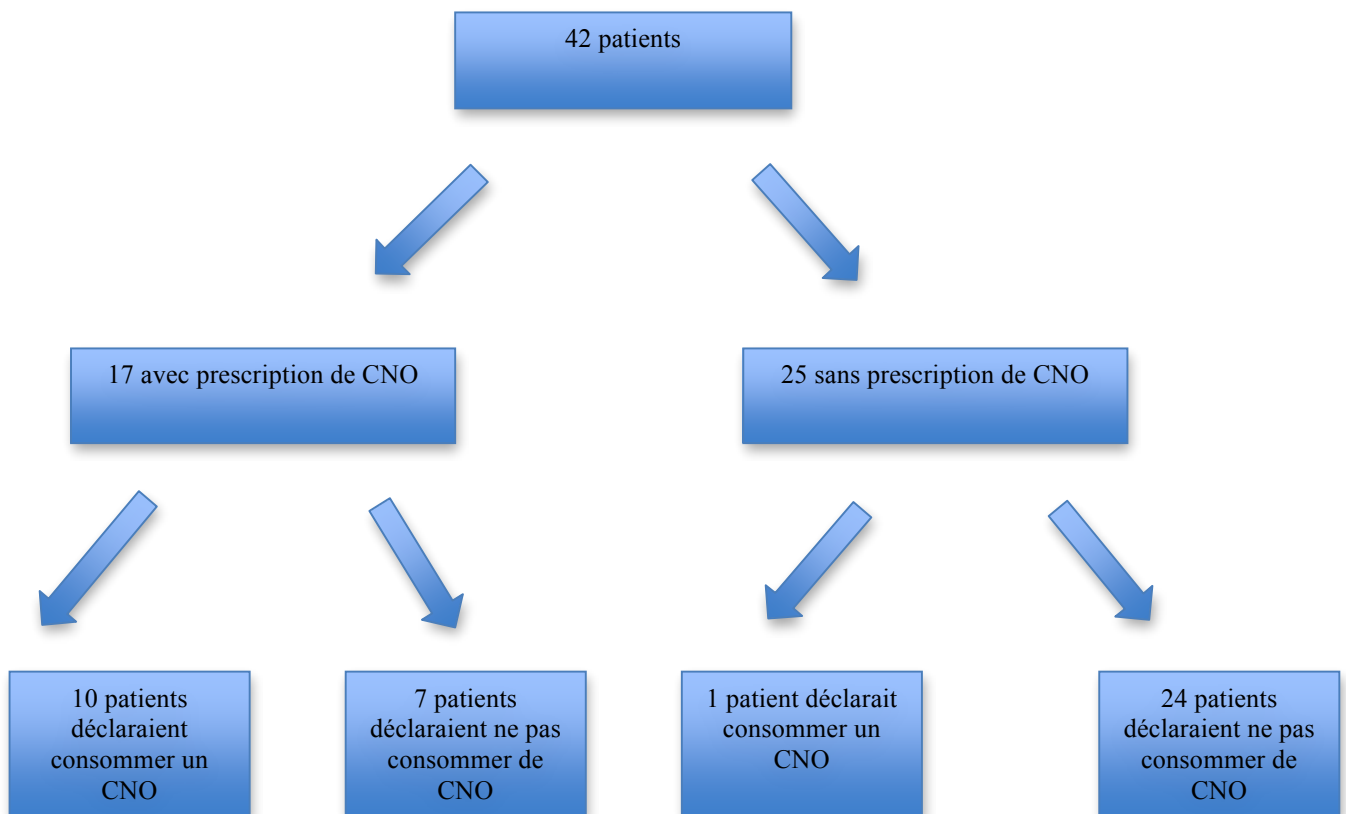 42 patients
17 avec prescription de CNO
25 sans prescription de CNO
10 patients
déclaraient
consommer un
CNO
7 patients
déclaraient ne pas
consommer de
CNO
1 patient déclarait
consommer un
CNO
24 patients
déclaraient ne pas
consommer de
CNO